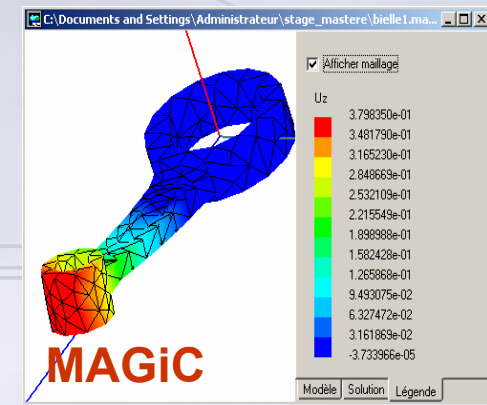 C:\Documents and Settings\Administrateur\stage_mastere\bielle1.ma...
Afficher maillage
Uz
3.798350e-01
3.481790e-01
3.165230e-01
2.848669e-01
2.532109e-01
2.215549e-01
1.898988e-01
1.582428e-01
1.265868e-01
9.493075e-02
6.327472e-02
3.161869e-02
-3.733966e-05
MAGiC
Modèle Solution Légende